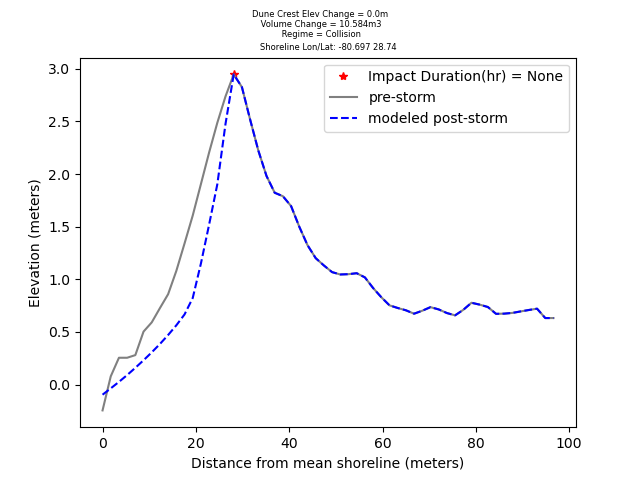 Dune Crest Elev Change = 0.0m
Volume Change = 10.584m3
Regime = Collision
Shoreline Lon/Lat: -80.697 28.74
Impact Duration(hr) = None
pre-storm
modeled post-storm
Elevation (meters)
3.0
2.5
2.0
1.5
1.0
0.5
0.0
0 20 40 60 80 100
Distance from mean shoreline (meters)